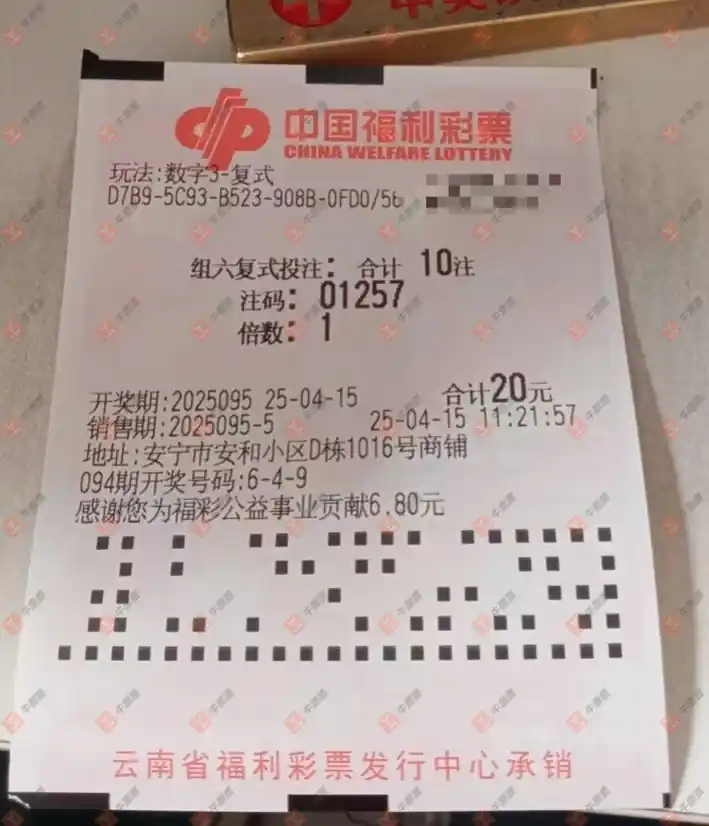 中国福利彩票
CHINA WELFARE LOTTERY
玩法:数字3-复式
D7B9-5C93-B523-908B-0FD0/56
组六复式投注: 合计 10注
注码: 01257
倍数: 1
开奖期:2025095 25-04-15 合计20元
销售期:2025095-5 25-04-15 11:21:57
地址:安宁市安和小区D栋1016号商铺
094期开奖号码:6-4-9
感谢您为福彩公益事业贡献6.80元
云南省福利彩票发行中心承销